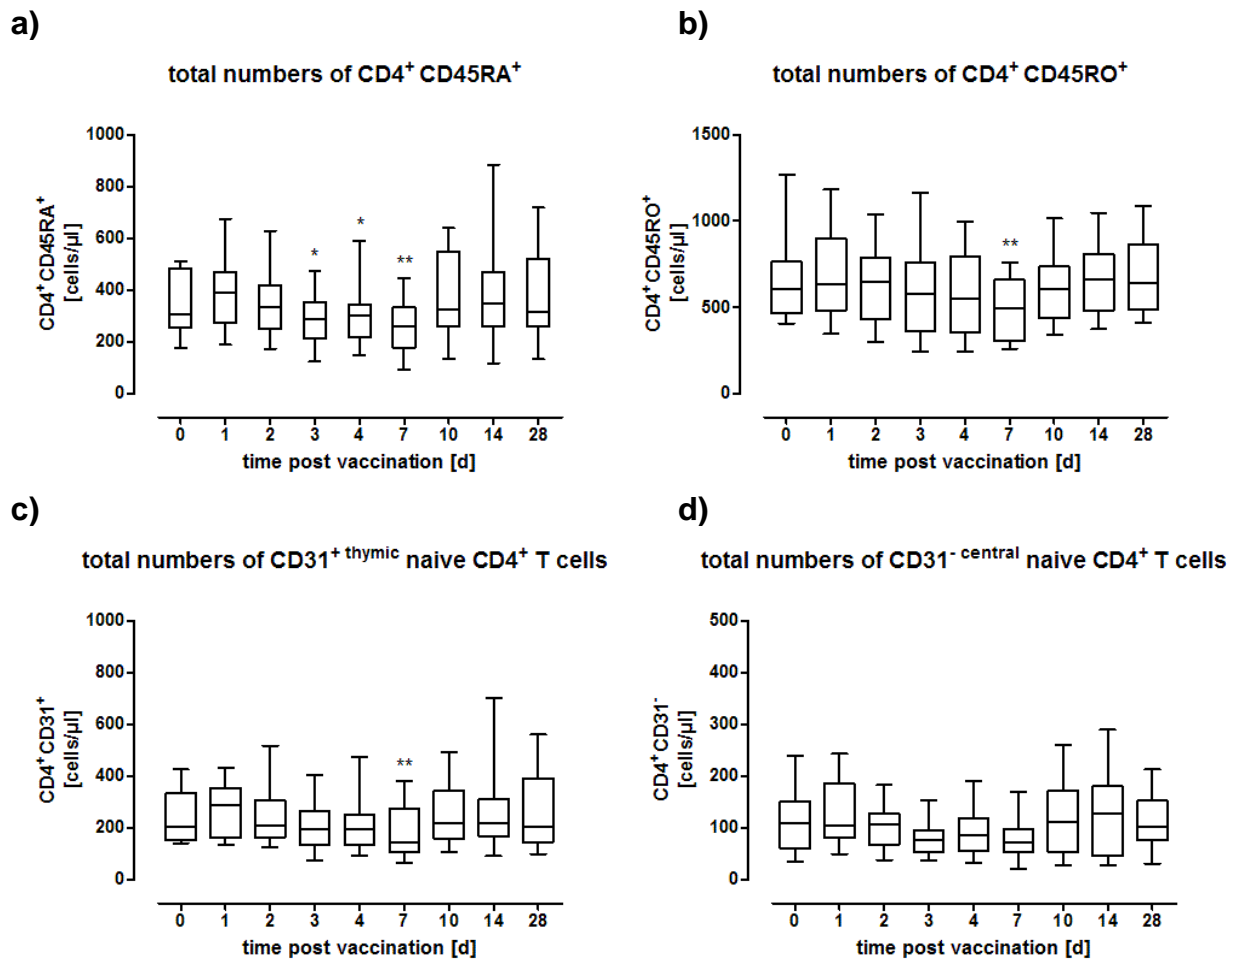 a)
total numbers of CD4+ CD45RA+
CD4+ CD45RA+
[cells/µl]
1000
800
600
400
200
0
*
*
**
0 1 2 3 4 7 10 14 28
time post vaccination [d]
b)
total numbers of CD4+ CD45RO+
CD4+ CD45RO+
[cells/µl]
1500
1000
500
0
**
0 1 2 3 4 7 10 14 28
time post vaccination [d]
c)
total numbers of CD31+ thymic naive CD4+ T cells
CD4+ CD31+
[cells/µl]
1000
800
600
400
200
0
**
0 1 2 3 4 7 10 14 28
time post vaccination [d]
d)
total numbers of CD31- central naive CD4+ T cells
CD4+ CD31-
[cells/µl]
500
400
300
200
100
0
0 1 2 3 4 7 10 14 28
time post vaccination [d]